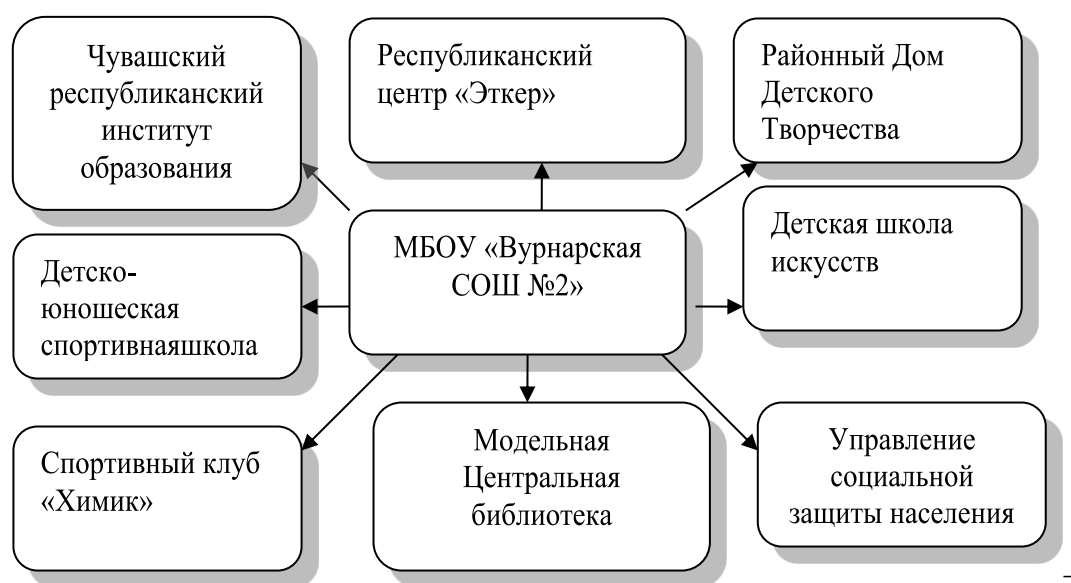 Чувашский
республиканский
институт
образования
Республиканский
центр «Эткер»
Районный Дом
Детского
Творчества
Детско-
юношеская
спортивнаяшкола
МБОУ «Вурнарская
СОШ №2»
Детская школа
искусств
Спортивный клуб
«Химик»
Модельная
Центральная
библиотека
Управление
социальной
защиты населения